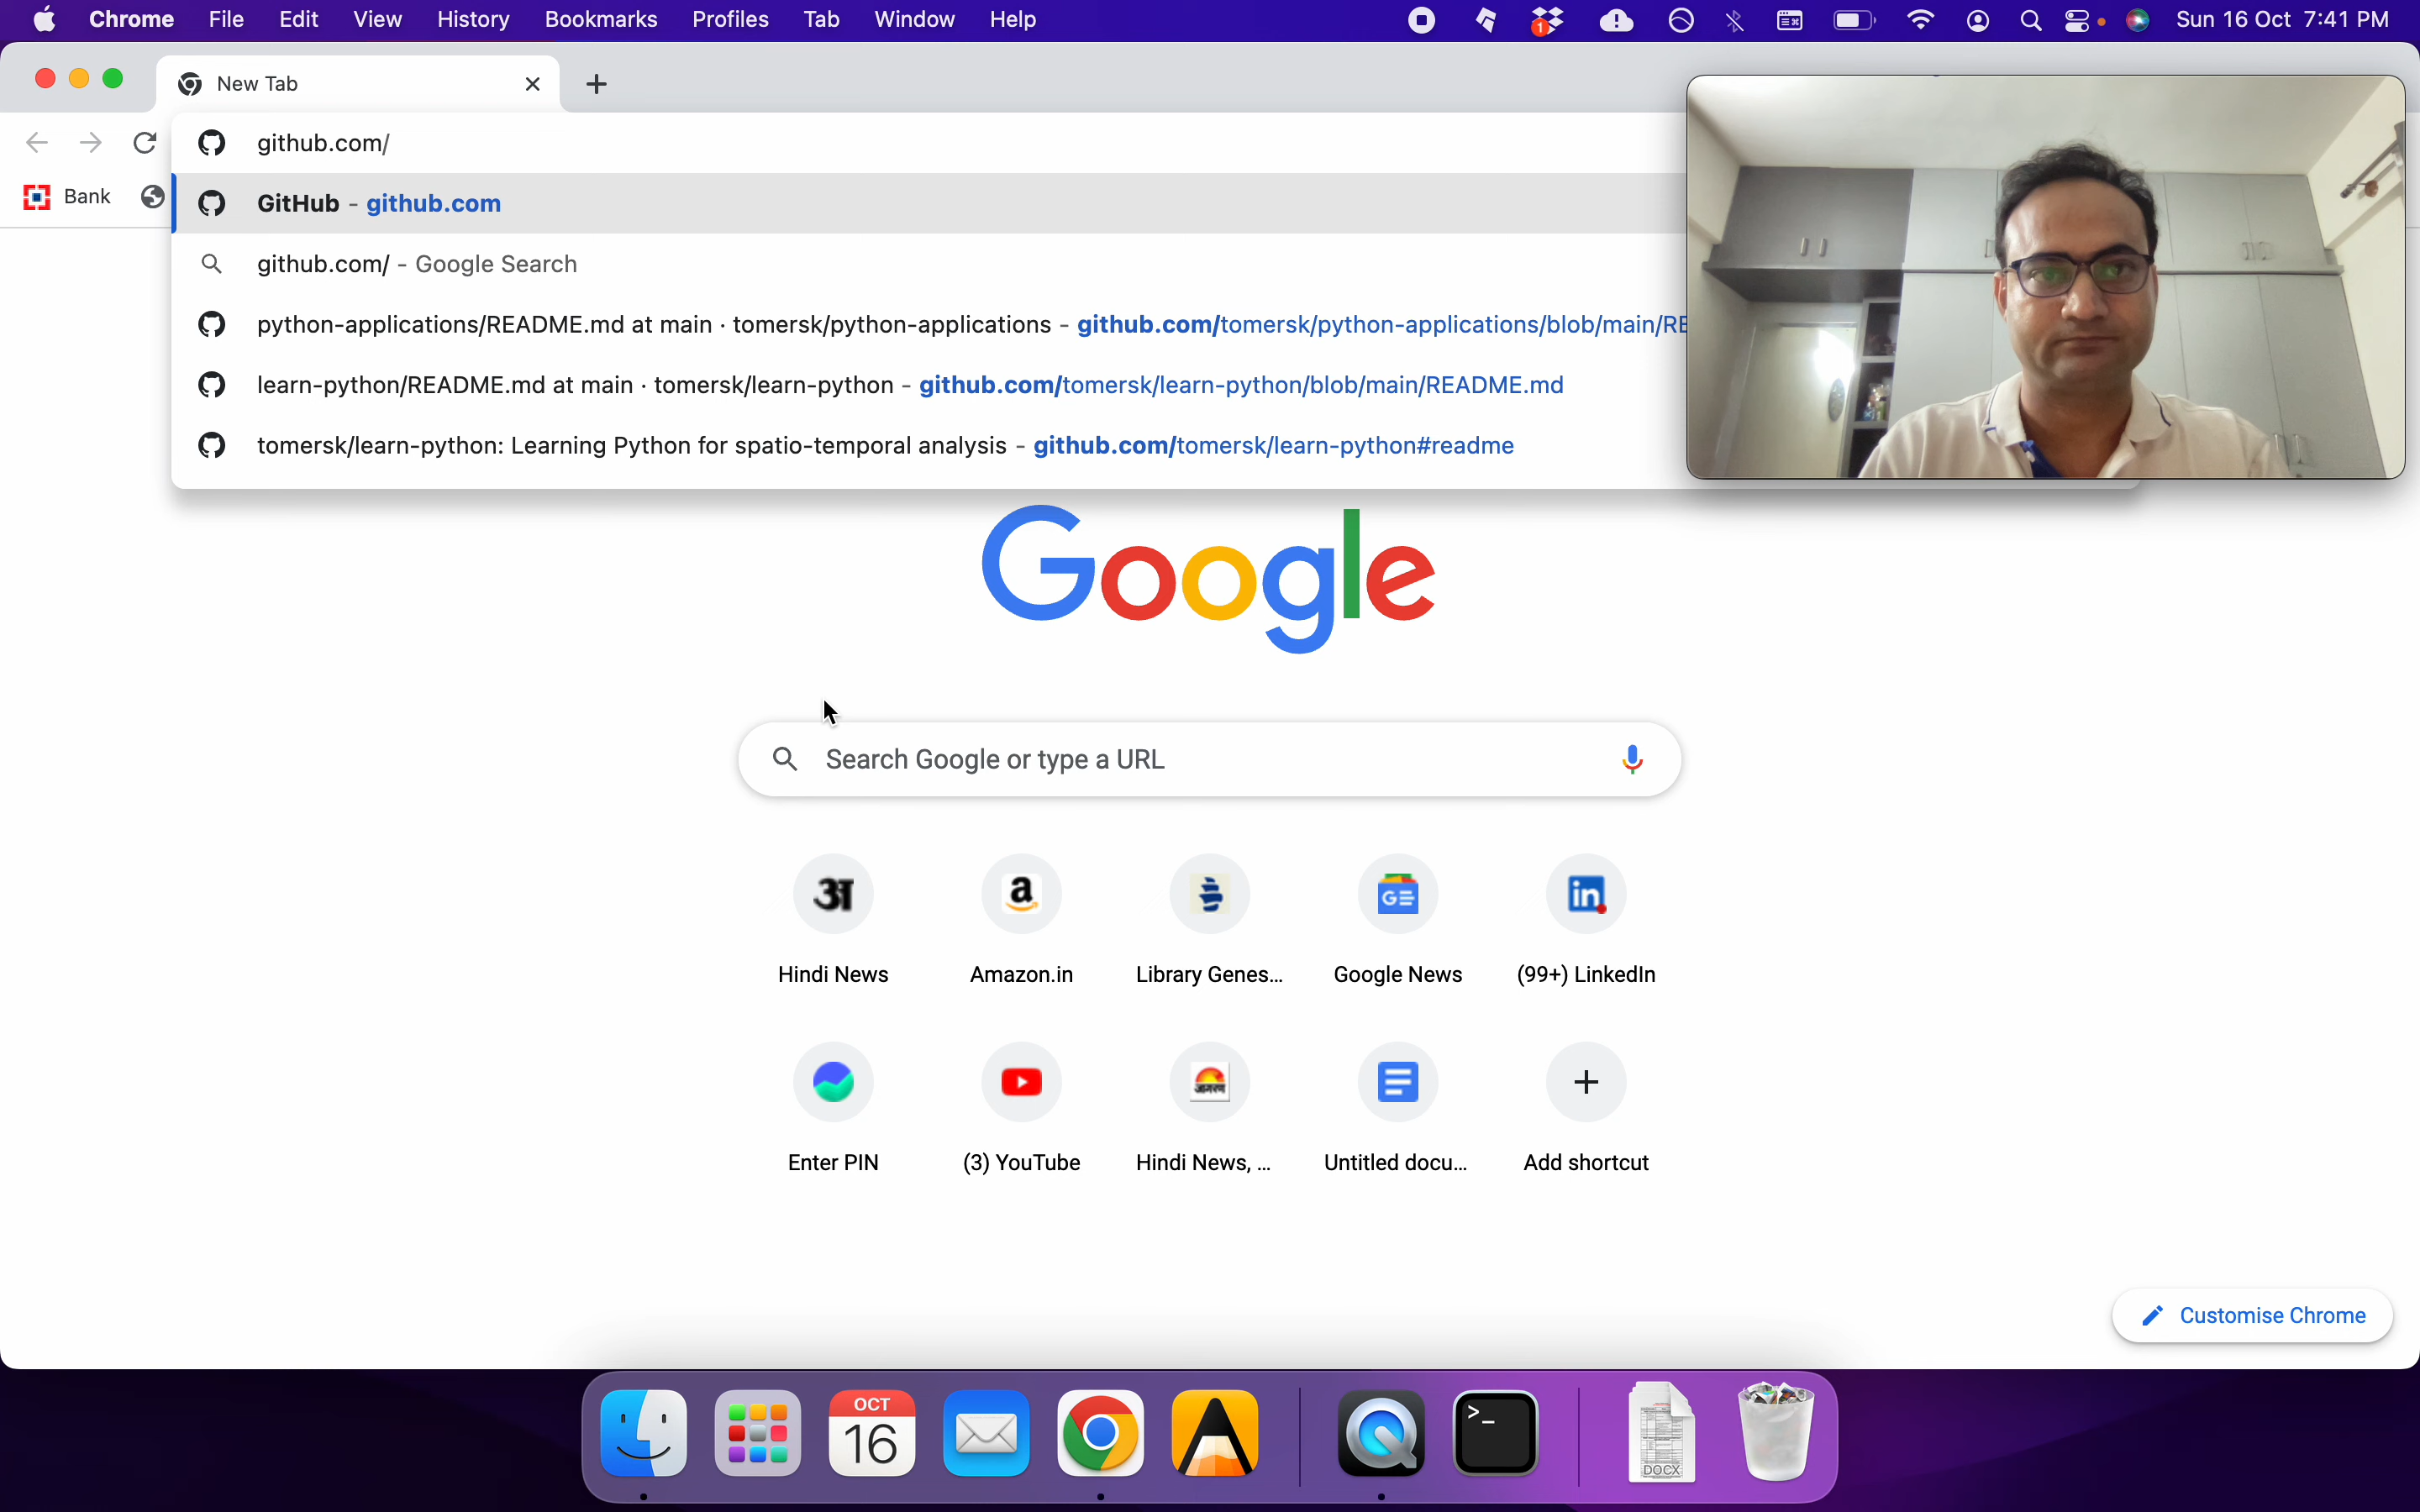 Chrome File Edit View History Bookmarks Profiles Tab Window Help
1
Sun 16 Oct 7:41 PM
New Tab
github.com/
Bank
GitHub - github.com
github.com/ - Google Search
python-applications/README.md at main · tomersk/python-applications - github.com/tomersk/python-applications/blob/main/RE
learn-python/README.md at main · tomersk/learn-python - github.com/tomersk/learn-python/blob/main/README.md
tomersk/learn-python: Learning Python for spatio-temporal analysis - github.com/tomersk/learn-python#readme
Google
Search Google or type a URL
अ
a
GE
in
Hindi News
Amazon.in
Library Genes...
Google News
(99+) LinkedIn
जागरण
Enter PIN
(3) YouTube
Hindi News, ...
Untitled docu...
Add shortcut
Customise Chrome
OCT
16
>_
DOCX